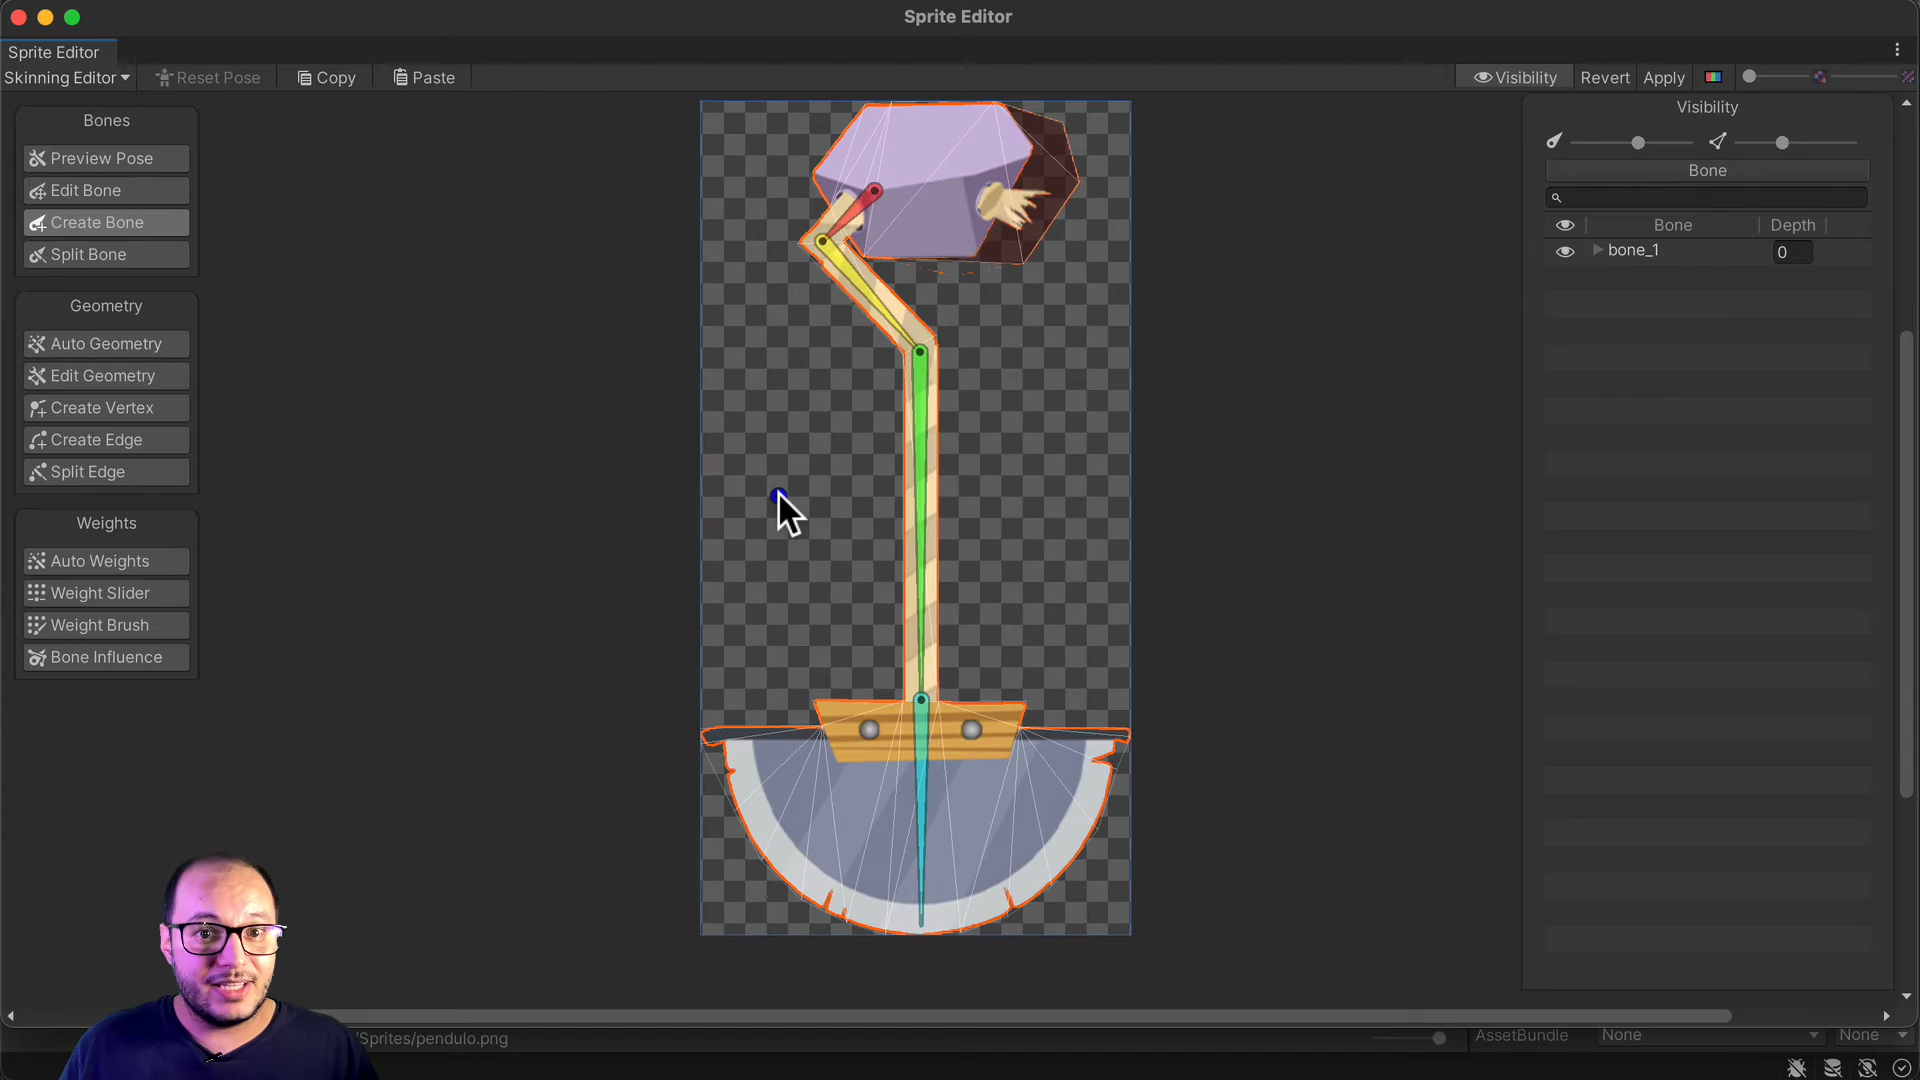 Sprite Editor
Sprite Editor
Skinning Editor
Reset Pose
Copy
Paste
Visibility
Revert
Apply
Bones
Preview Pose
Edit Bone
Create Bone
Split Bone
Geometry
Auto Geometry
Edit Geometry
Create Vertex
Create Edge
Split Edge
Weights
Auto Weights
Weight Slider
Weight Brush
Bone Influence
Visibility
Bone
Bone Depth
bone_1 0
/Sprites/pendulo.png
AssetBundle None None